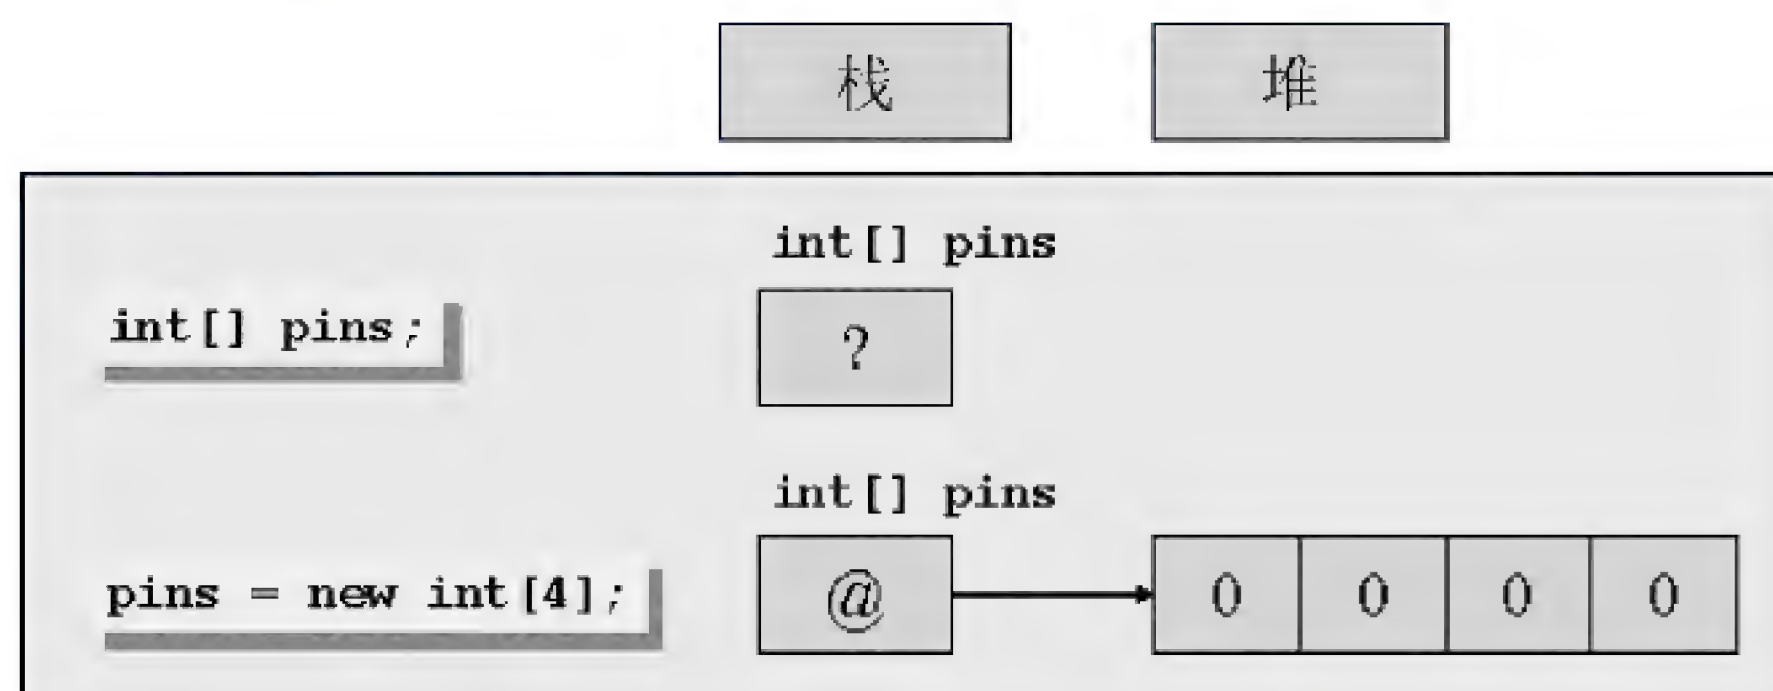 栈 堆
int[] pins
int[] pins;
?
int[] pins
pins = new int[4];
@ 0 0 0 0